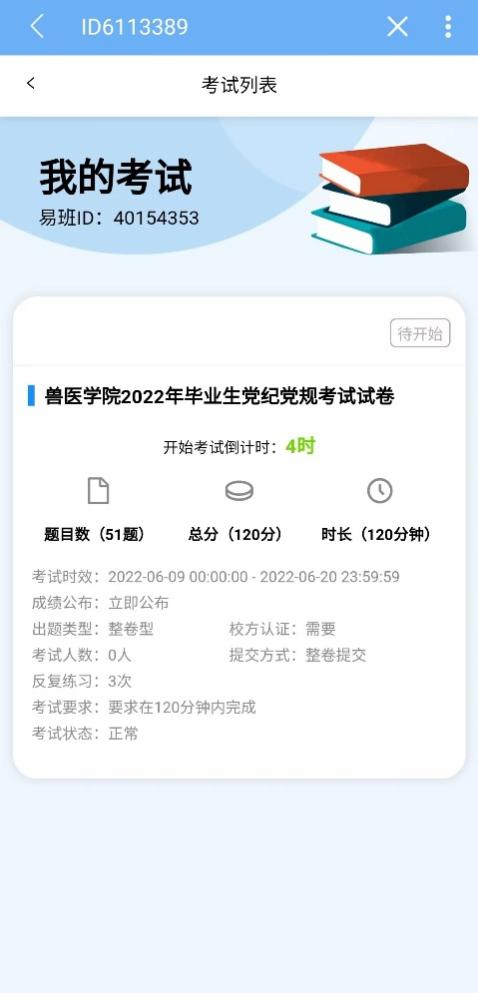 ID6113389
考试列表
我的考试
易班ID：40154353
待开始
兽医学院2022年毕业生党纪党规考试试卷
开始考试倒计时：4时
题目数（51题） 总分（120分） 时长（120分钟）
考试时效：2022-06-09 00:00:00 - 2022-06-20 23:59:59
成绩公布：立即公布
出题类型：整卷型 校方认证：需要
考试人数：0人 提交方式：整卷提交
反复练习：3次
考试要求：要求在120分钟内完成
考试状态：正常